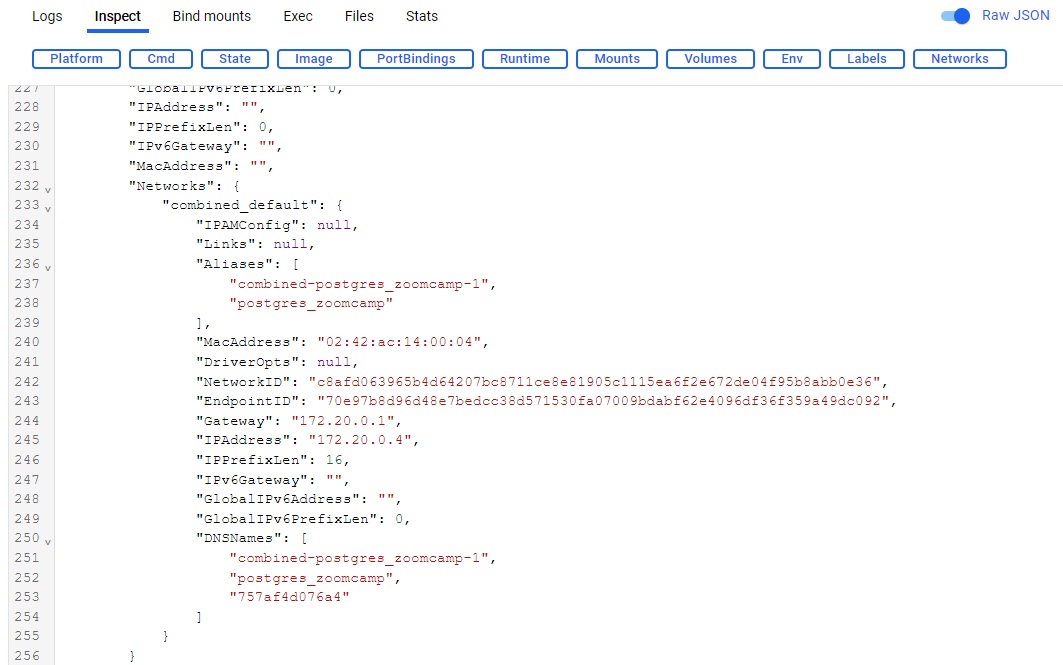 Logs Inspect Bind mounts Exec Files Stats Raw JSON
Platform Cmd State Image PortBindings Runtime Mounts Volumes Env Labels Networks
227 "GlobalIPv6PrefixLen": 0,
228 "IPAddress": "",
229 "IPPrefixLen": 0,
230 "IPv6Gateway": "",
231 "MacAddress": "",
232 "Networks": {
233 "combined_default": {
234 "IPAMConfig": null,
235 "Links": null,
236 "Aliases": [
237 "combined-postgres_zoomcamp-1",
238 "postgres_zoomcamp"
239 ],
240 "MacAddress": "02:42:ac:14:00:04",
241 "DriverOpts": null,
242 "NetworkID": "c8afd063965b4d64207bc8711ce8e81905c1115ea6f2e672de04f95b8abb0e36",
243 "EndpointID": "70e97b8d96d48e7bedcc38d571530fa07009bdabf62e4096df36f359a49dc092",
244 "Gateway": "172.20.0.1",
245 "IPAddress": "172.20.0.4",
246 "IPPrefixLen": 16,
247 "IPv6Gateway": "",
248 "GlobalIPv6Address": "",
249 "GlobalIPv6PrefixLen": 0,
250 "DNSNames": [
251 "combined-postgres_zoomcamp-1",
252 "postgres_zoomcamp",
253 "757af4d076a4"
254 ]
255 }
256 }